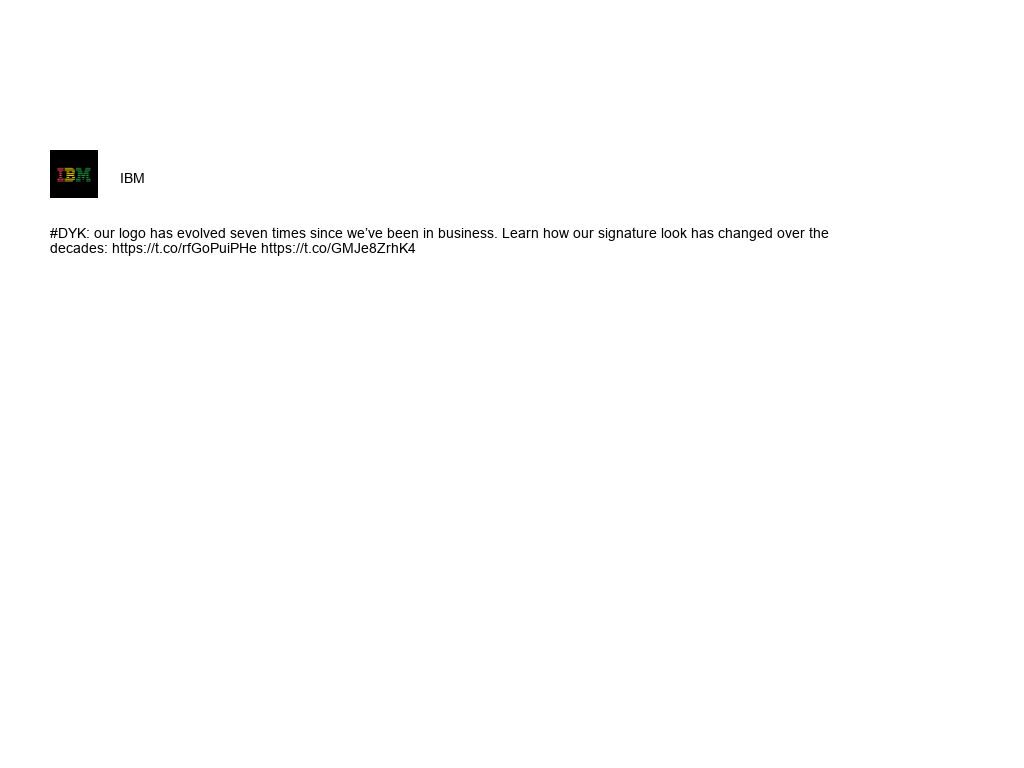 IBM
IBM
#DYK: our logo has evolved seven times since we’ve been in business. Learn how our signature look has changed over the
decades: https://t.co/rfGoPuiPHe https://t.co/GMJe8ZrhK4